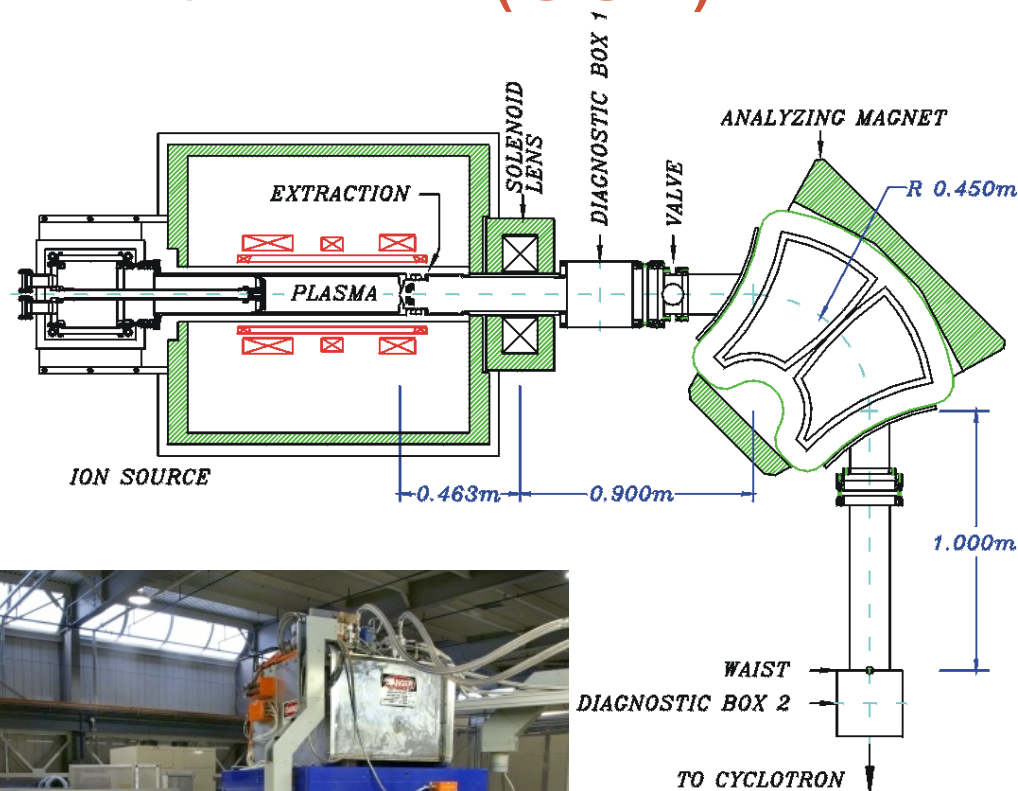 DIAGNOSTIC BOX 1
SOLENOID
LENS
VALVE
ANALYZING MAGNET
EXTRACTION
R 0.450m
PLASMA
ION SOURCE
0.463m
0.900m
1.000m
WAIST
DIAGNOSTIC BOX 2
TO CYCLOTRON